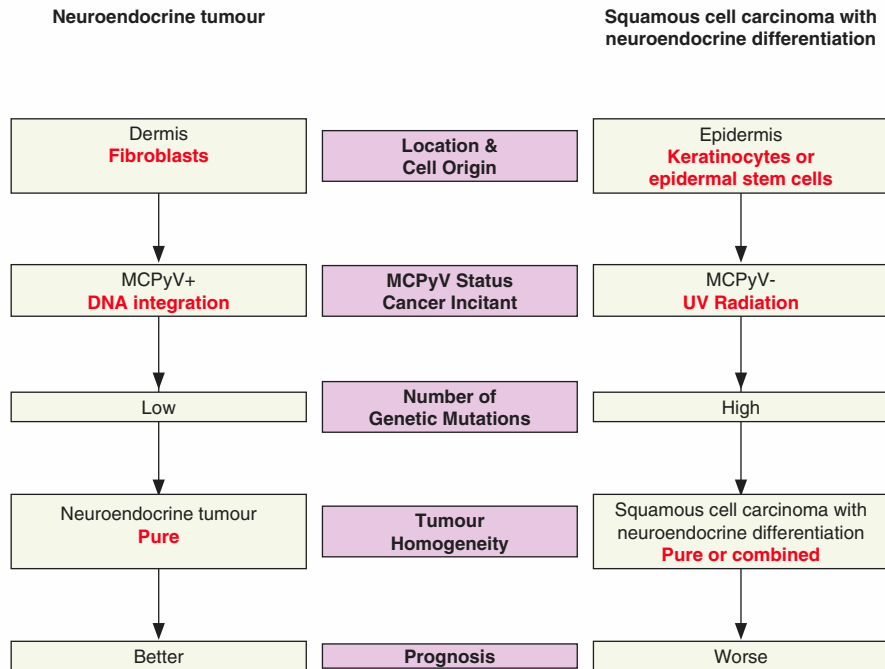 Neuroendocrine tumour
Squamous cell carcinoma with
neuroendocrine differentiation
Dermis
Fibroblasts
Location &
Cell Origin
Epidermis
Keratinocytes or
epidermal stem cells
MCPyV+
DNA integration
MCPyV Status
Cancer Incitant
MCPyV-
UV Radiation
Low
Number of
Genetic Mutations
High
Neuroendocrine tumour
Pure
Tumour
Homogeneity
Squamous cell carcinoma with
neuroendocrine differentiation
Pure or combined
Better
Prognosis
Worse